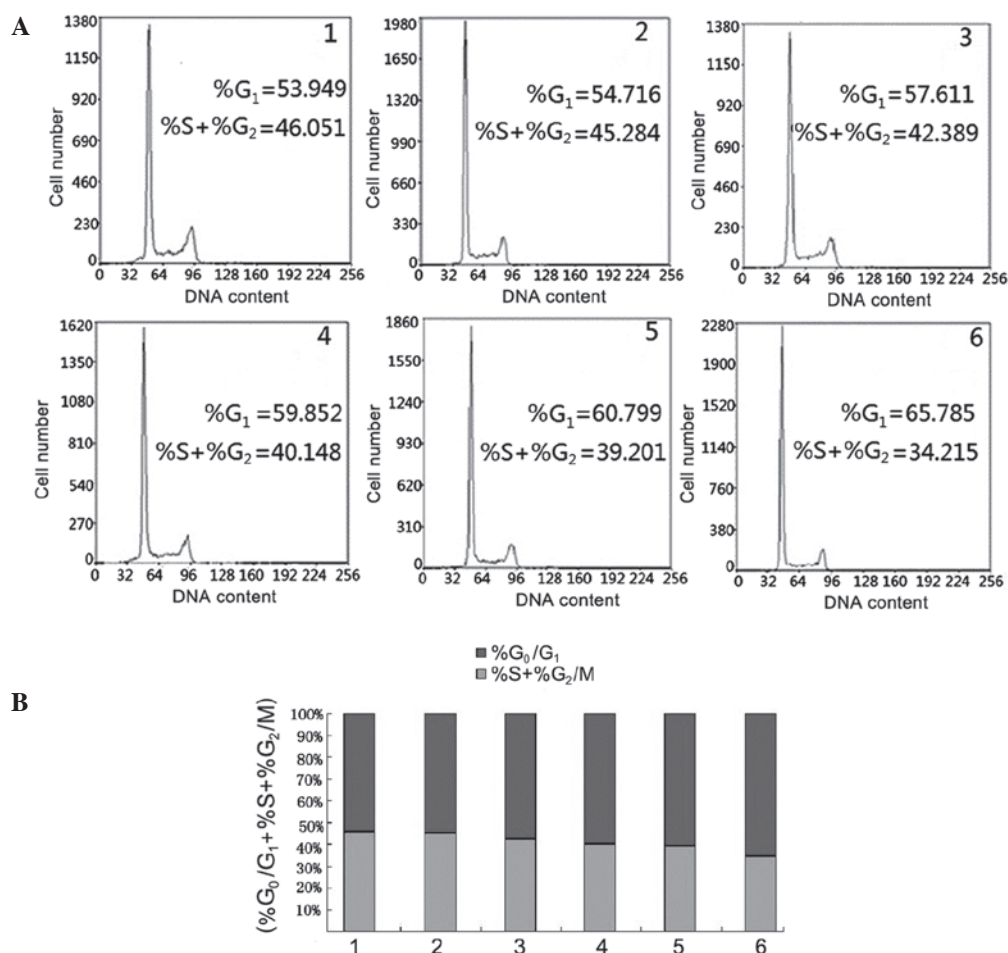 A
1
%G₁=53.949
%S+%G₂=46.051
Cell number
1380
1150
920
690
460
230
0
0 32 64 96 128 160 192 224 256
DNA content
2
%G₁=54.716
%S+%G₂=45.284
Cell number
1980
1650
1320
990
660
330
0
0 32 64 96 128 160 192 224 256
DNA content
3
%G₁=57.611
%S+%G₂=42.389
Cell number
1380
1150
920
690
460
230
0
0 32 64 96 128 160 192 224 256
DNA content
4
%G₁=59.852
%S+%G₂=40.148
Cell number
1620
1350
1080
810
540
270
0
0 32 64 96 128 160 192 224 256
DNA content
5
%G₁=60.799
%S+%G₂=39.201
Cell number
1860
1550
1240
930
620
310
0
0 32 64 96 128 160 192 224 256
DNA content
6
%G₁=65.785
%S+%G₂=34.215
Cell number
2280
1900
1520
1140
760
380
0
0 32 64 96 128 160 192 224 256
DNA content
%G₀/G₁
%S+%G₂/M
B
(%G₀/G₁+%S+%G₂/M)
100%
90%
80%
70%
60%
50%
40%
30%
20%
10%
1 2 3 4 5 6